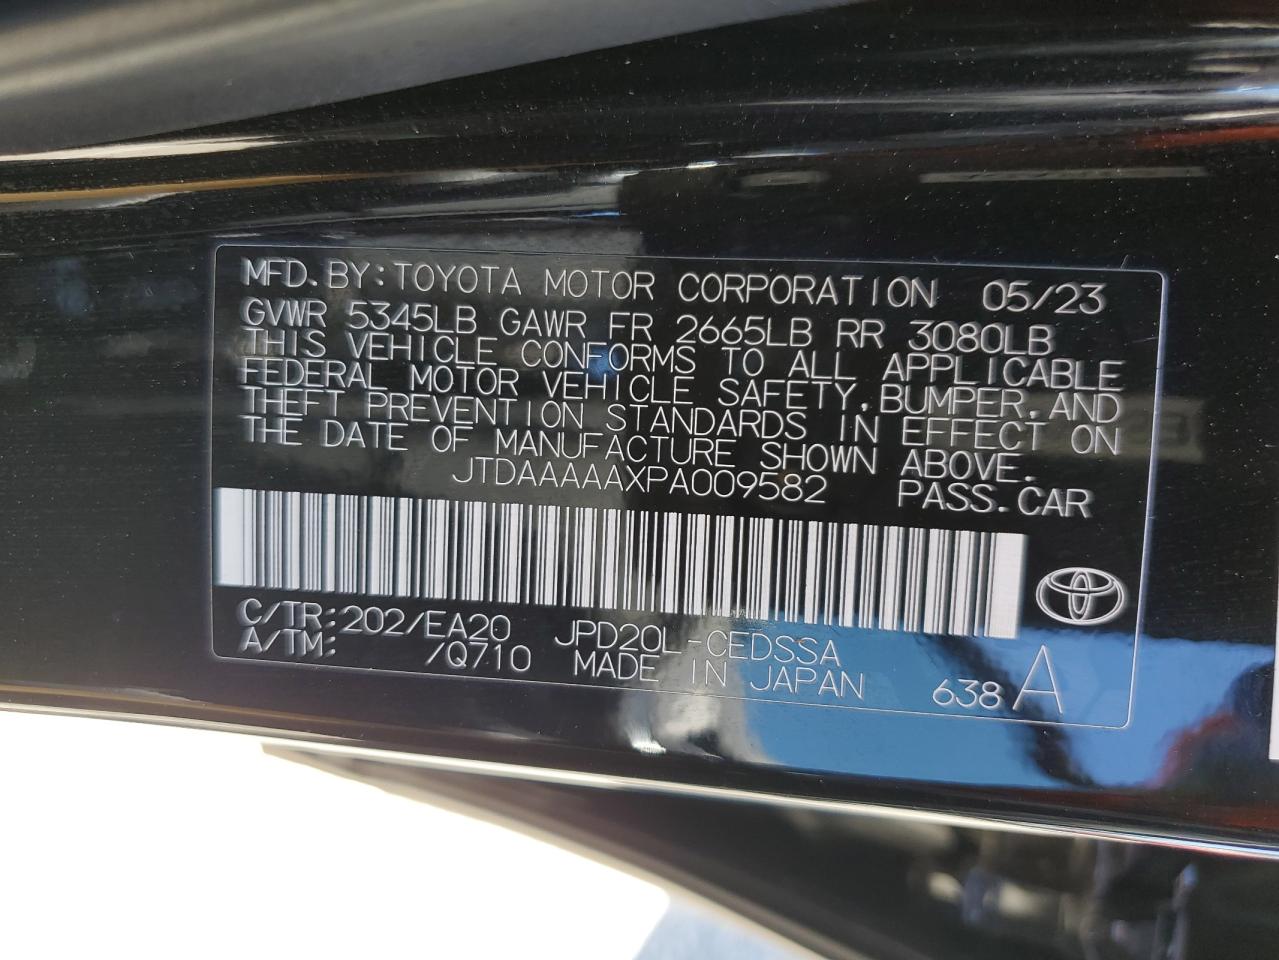 MFD. BY: TOYOTA MOTOR CORPORATION 05/23
GVWR 5345LB GAWR FR 2665LB RR 3080LB
THIS VEHICLE CONFORMS TO ALL APPLICABLE
FEDERAL MOTOR VEHICLE SAFETY, BUMPER, AND
THEFT PREVENTION STANDARDS IN EFFECT ON
THE DATE OF MANUFACTURE SHOWN ABOVE.
JTDAAAAAXPA009582 PASS. CAR
C/TR: 202/EA20 JPD20L-CEDSSA
A/TM: /Q710 MADE IN JAPAN 638 A